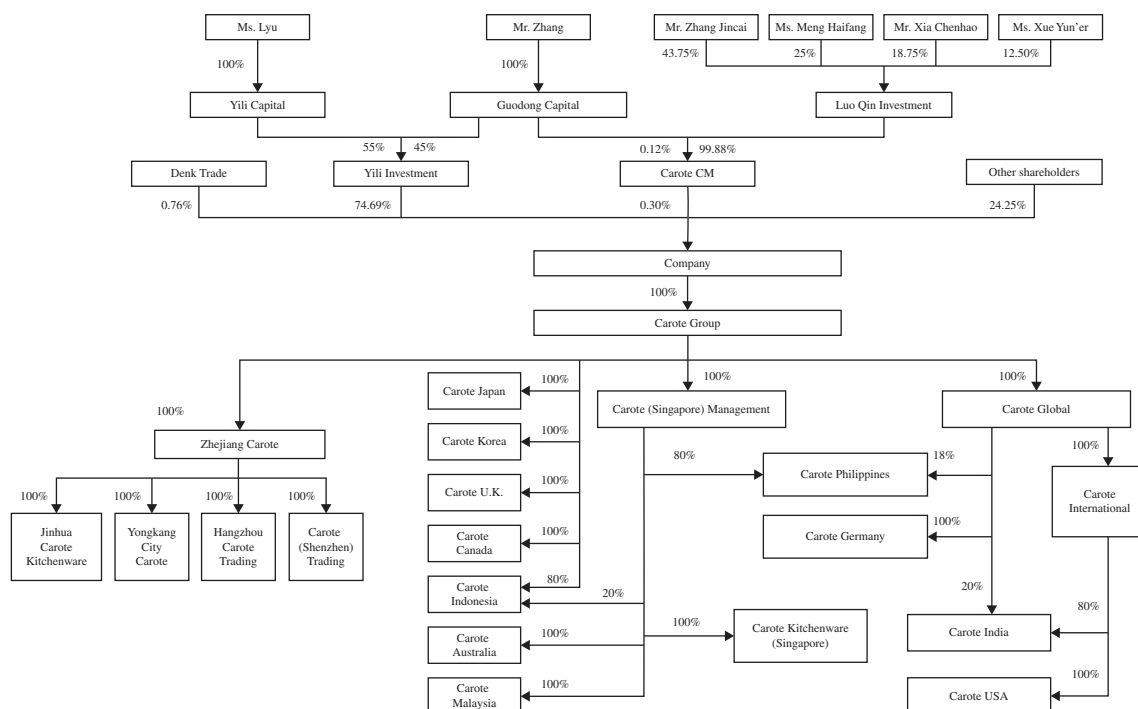 Ms. Lyu
Mr. Zhang
Mr. Zhang Jincai
Ms. Meng Haifang
Mr. Xia Chenhao
Ms. Xue Yun'er
43.75%
25%
18.75%
12.50%
100%
100%
Yili Capital
Guodong Capital
Luo Qin Investment
55%
45%
0.12%
99.88%
Denk Trade
Yili Investment
Carote CM
Other shareholders
0.76%
74.69%
0.30%
24.25%
Company
100%
Carote Group
100%
100%
100%
100%
Carote Japan
Carote (Singapore) Management
Carote Global
Zhejiang Carote
100%
Carote Korea
100%
80%
18%
Carote Philippines
100%
Carote U.K.
Carote
International
100%
100%
100%
100%
Jinhua
Carote
Kitchenware
Yongkang
City
Carote
Hangzhou
Carote
Trading
Carote
(Shenzhen)
Trading
100%
Carote
Canada
100%
Carote Germany
80%
Carote
Indonesia
20%
20%
80%
100%
Carote Kitchenware
(Singapore)
Carote India
100%
Carote
Australia
100%
Carote
Malaysia
100%
Carote USA